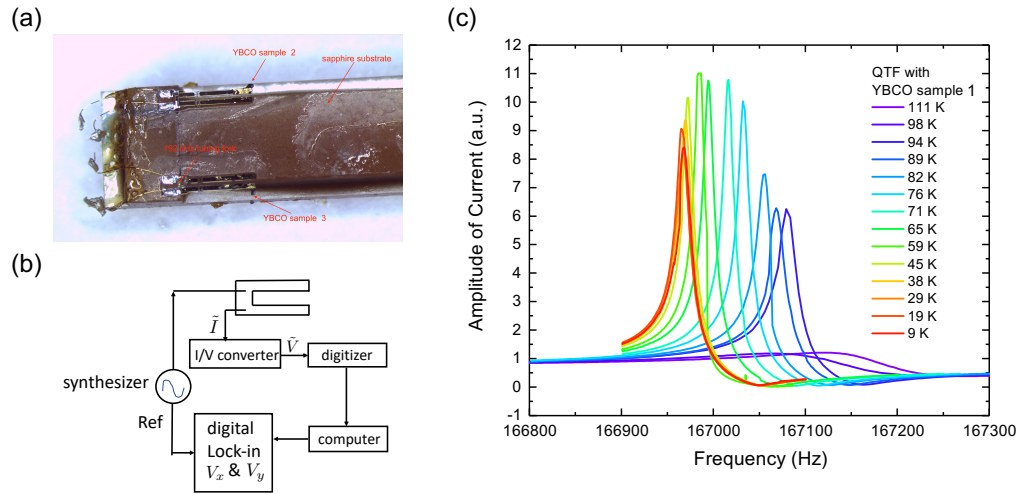 (a)
YBCO sample 2
sapphire substrate
YBCO sample 3
(b)
Ĩ
Ṽ
I/V converter
digitizer
synthesizer
Ref
digital
Lock-in
V_x & V_y
computer
(c)
Amplitude of Current (a.u.)
12
11
10
9
8
7
6
5
4
3
2
1
0
-1
166800
166900
167000
167100
167200
167300
Frequency (Hz)
QTF with
YBCO sample 1
111 K
98 K
94 K
89 K
82 K
76 K
71 K
65 K
59 K
45 K
38 K
29 K
19 K
9 K